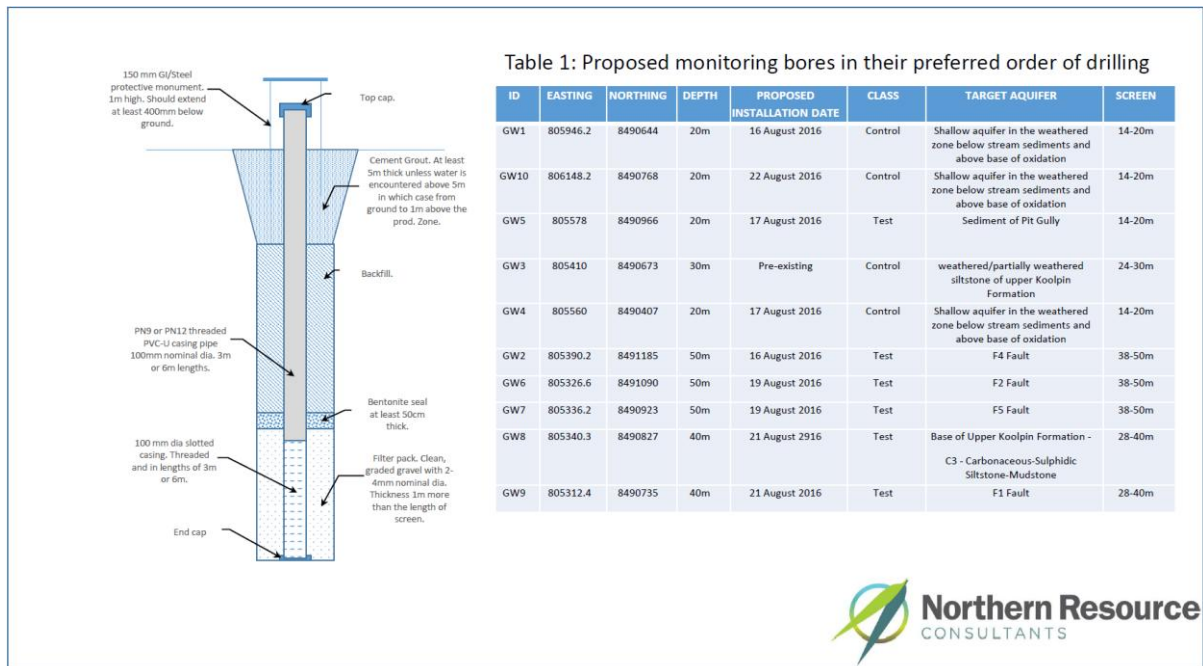 150 mm GI/Steel
protective monument.
1m high. Should extend
at least 400mm below
ground.
Top cap.
Cement Grout. At least
5m thick unless water is
encountered above 5m
in which case from
ground to 1m above the
prod. Zone.
Backfill.
PN9 or PN12 threaded
PVC-U casing pipe
100mm nominal dia. 3m
or 6m lengths.
Bentonite seal
at least 50cm
thick.
100 mm dia slotted
casing. Threaded
and in lengths of 3m
or 6m.
Filter pack. Clean,
graded gravel with 2-
4mm nominal dia.
Thickness 1m more
than the length of
screen.
End cap
Table 1: Proposed monitoring bores in their preferred order of drilling
ID EASTING NORTHING DEPTH PROPOSED CLASS TARGET AQUIFER SCREEN
INSTALLATION DATE
GW1 805946.2 8490644 20m 16 August 2016 Control Shallow aquifer in the weathered 14-20m
zone below stream sediments and
above base of oxidation
GW10 806148.2 8490768 20m 22 August 2016 Control Shallow aquifer in the weathered 14-20m
zone below stream sediments and
above base of oxidation
GW5 805578 8490966 20m 17 August 2016 Test Sediment of Pit Gully 14-20m
GW3 805410 8490673 30m Pre-existing Control weathered/partially weathered 24-30m
siltstone of upper Koolpin
Formation
GW4 805560 8490407 20m 17 August 2016 Control Shallow aquifer in the weathered 14-20m
zone below stream sediments and
above base of oxidation
GW2 805390.2 8491185 50m 16 August 2016 Test F4 Fault 38-50m
GW6 805326.6 8491090 50m 19 August 2016 Test F2 Fault 38-50m
GW7 805336.2 8490923 50m 19 August 2016 Test F5 Fault 38-50m
GW8 805340.3 8490827 40m 21 August 2916 Test Base of Upper Koolpin Formation - 28-40m
C3 - Carbonaceous-Sulphidic
Siltstone-Mudstone
GW9 805312.4 8490735 40m 21 August 2016 Test F1 Fault 28-40m
Northern Resource
CONSULTANTS